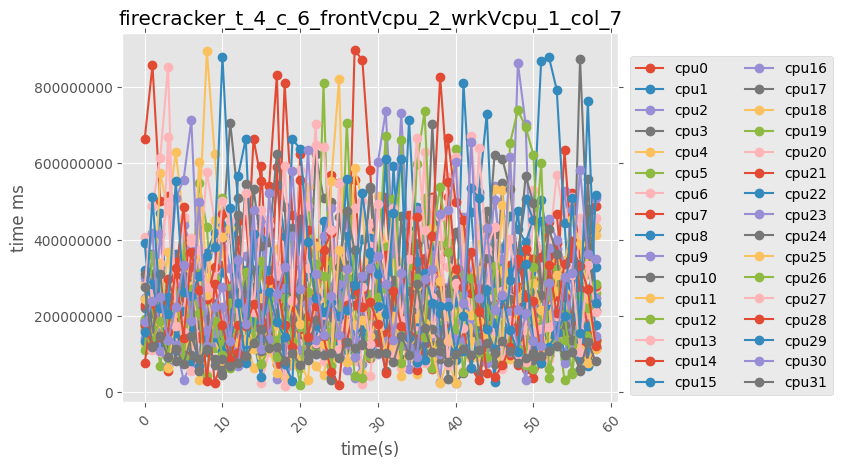 firecracker_t_4_c_6_frontVcpu_2_wrkVcpu_1_col_7
time ms
800000000
600000000
400000000
200000000
0
0
10
20
30
40
50
60
time(s)
cpu0
cpu1
cpu2
cpu3
cpu4
cpu5
cpu6
cpu7
cpu8
cpu9
cpu10
cpu11
cpu12
cpu13
cpu14
cpu15
cpu16
cpu17
cpu18
cpu19
cpu20
cpu21
cpu22
cpu23
cpu24
cpu25
cpu26
cpu27
cpu28
cpu29
cpu30
cpu31